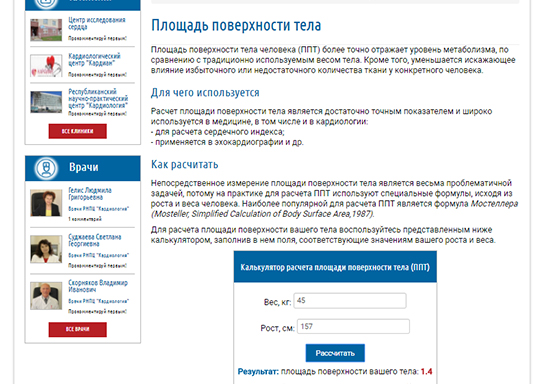 Центр исследования
сердца
Прокомментируй первым!
Кардиологический
центр "Кардиан"
Прокомментируй первым!
Республиканский
научно-практический
центр "Кардиология"
Прокомментируй первым!
ВСЕ КЛИНИКИ
Врачи
Гелис Людмила
Григорьевна
Врачи РНПЦ "Кардиология"
1 комментарий
Суджаева Светлана
Георгиевна
Врачи РНПЦ "Кардиология"
Прокомментируй первым!
Скорняков Владимир
Иванович
Врачи РНПЦ "Кардиология"
Прокомментируй первым!
ВСЕ ВРАЧИ
Площадь поверхности тела
Площадь поверхности тела человека (ППТ) более точно отражает уровень метаболизма, по
сравнению с традиционно используемым весом тела. Кроме того, уменьшается искажающее
влияние избыточного или недостаточного количества ткани у конкретного человека.
Для чего используется
Расчет площади поверхности тела является достаточно точным показателем и широко
используется в медицине, в том числе и в кардиологии:
- для расчета сердечного индекса;
- применяется в эхокардиографии и др.
Как расчитать
Непосредственное измерение площади поверхности тела является весьма проблематичной
задачей, потому на практике для расчета ППТ используют специальные формулы, исходя из
роста и веса человека. Наиболее популярной для расчета ППТ является формула Мостеллера
(Mosteller, Simplified Calculation of Body Surface Area,1987).
Для расчета площади поверхности вашего тела воспользуйтесь представленным ниже
калькулятором, заполнив в нем поля, соответствующие значениям вашего роста и веса.
Калькулятор расчета площади поверхности тела (ППТ)
Вес, кг: 45
Рост, см: 157
Рассчитать
Результат: площадь поверхности вашего тела: 1.4